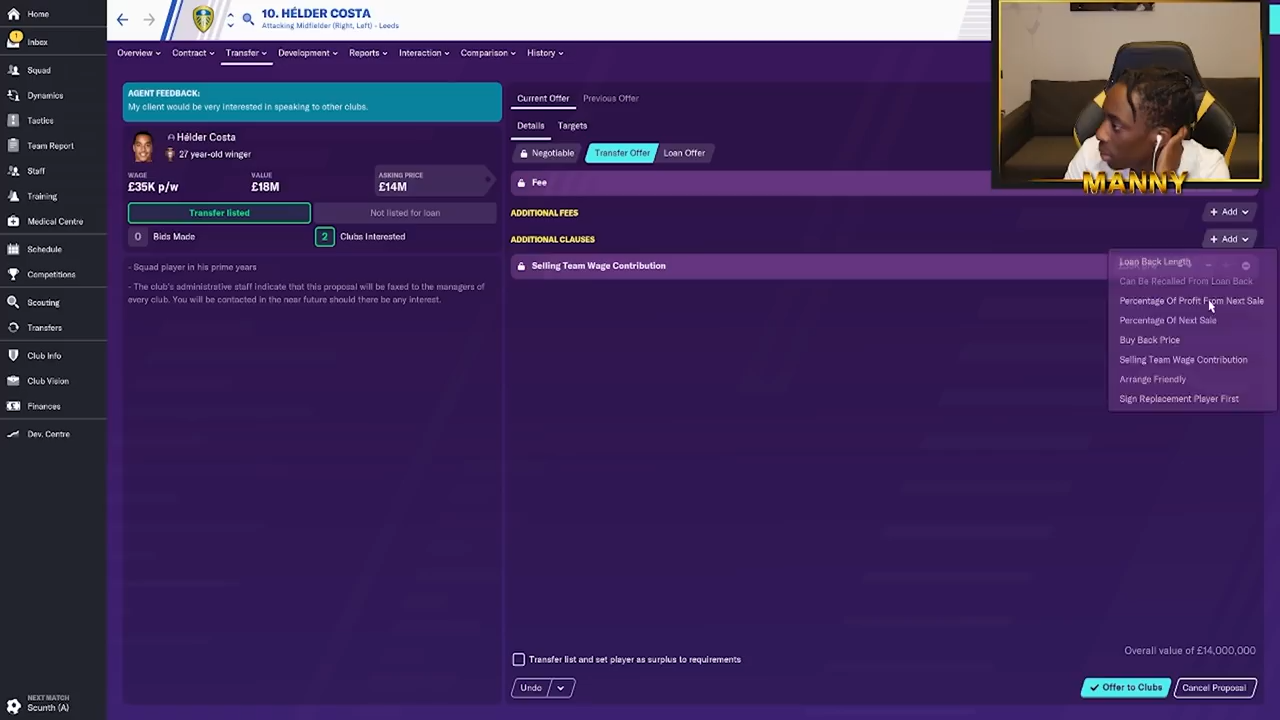 Home
1
Inbox
Squad
Dynamics
Tactics
Team Report
Staff
Training
Medical Centre
Schedule
Competitions
Scouting
Transfers
Club Info
Club Vision
Finances
Dev. Centre
NEXT MATCH
Scunth (A)
10. HÉLDER COSTA
Attacking Midfielder (Right, Left) - Leeds
Overview Contract Transfer Development Reports Interaction Comparison History
AGENT FEEDBACK:
My client would be very interested in speaking to other clubs.
Hélder Costa
27 year-old winger
WAGE VALUE ASKING PRICE
£35K p/w £18M £14M
Transfer listed Not listed for loan
0 Bids Made 2 Clubs Interested
- Squad player in his prime years
- The club's administrative staff indicate that this proposal will be faxed to the managers of
every club. You will be contacted in the near future should there be any interest.
Current Offer Previous Offer
Details Targets
Negotiable Transfer Offer Loan Offer
Fee
ADDITIONAL FEES + Add
ADDITIONAL CLAUSES + Add
Selling Team Wage Contribution
Loan Back Length
Can Be Recalled From Loan Back
Percentage Of Profit From Next Sale
Percentage Of Next Sale
Buy Back Price
Selling Team Wage Contribution
Arrange Friendly
Sign Replacement Player First
MANNY
Overall value of £14,000,000
Transfer list and set player as surplus to requirements
Undo Offer to Clubs Cancel Proposal